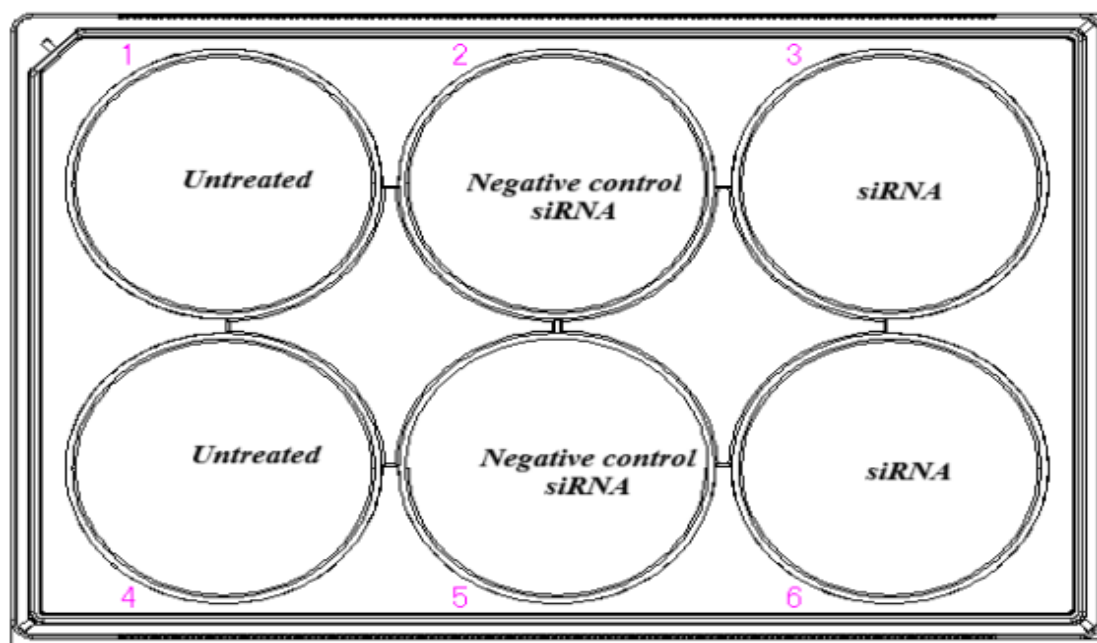 1
2
3
Untreated
Negative control
siRNA
siRNA
Untreated
Negative control
siRNA
siRNA
4
5
6